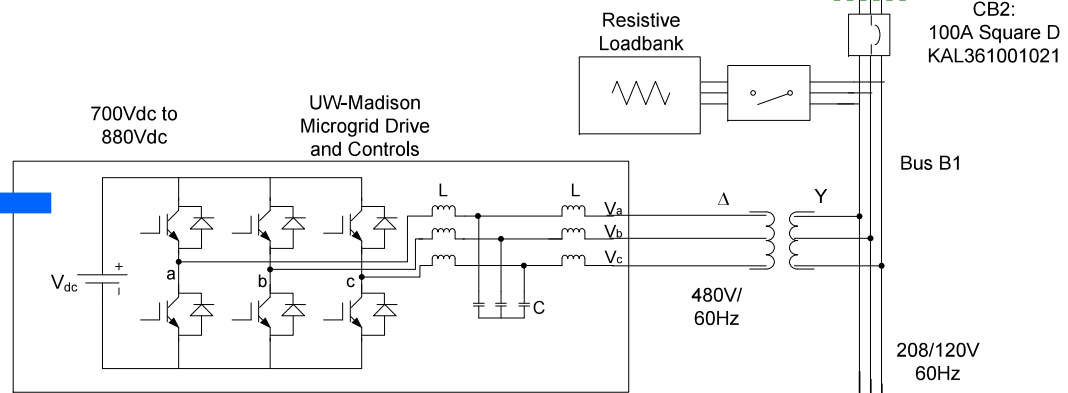 CB2:
100A Square D
KAL361001021
Resistive
Loadbank
700Vdc to
880Vdc
UW-Madison
Microgrid Drive
and Controls
Bus B1
L
L
Va
Δ
Y
Vb
Vc
a
b
c
Vdc
+
-
C
480V/
60Hz
208/120V
60Hz